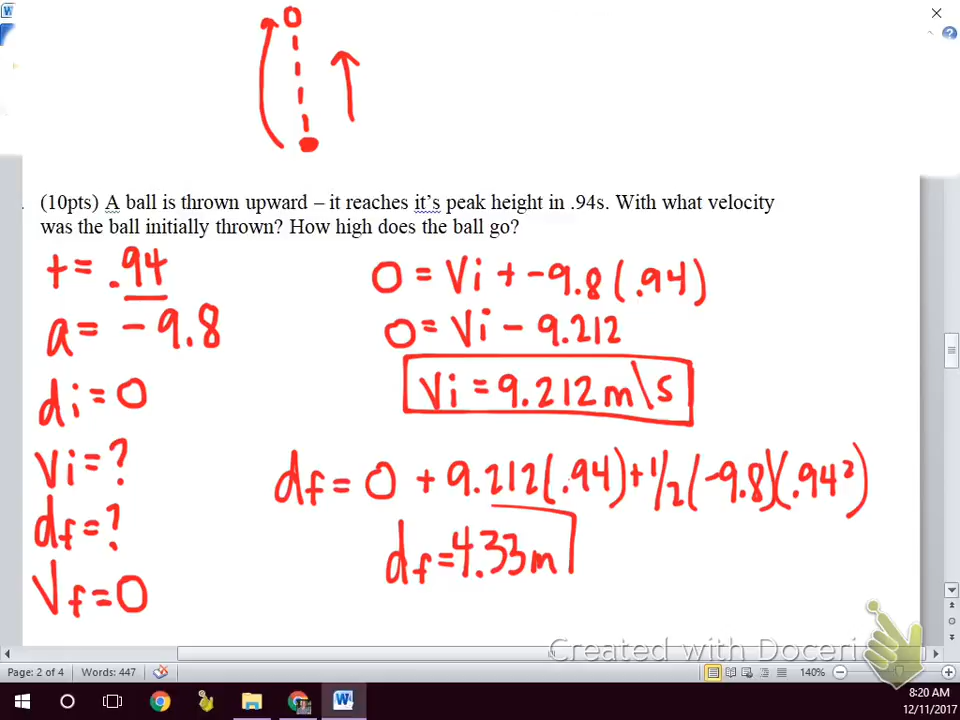 (10pts) A ball is thrown upward – it reaches it's peak height in .94s. With what velocity
was the ball initially thrown? How high does the ball go?
t = .94
a = -9.8
di = 0
Vi = ?
df = ?
Vf = 0
0 = Vi + -9.8(.94)
0 = Vi - 9.212
Vi = 9.212 m\s
df = 0 + 9.212(.94) + 1/2(-9.8)(.94²)
df = 4.33m
Created with Doceri
Page: 2 of 4 Words: 447 140%
8:20 AM
12/11/2017